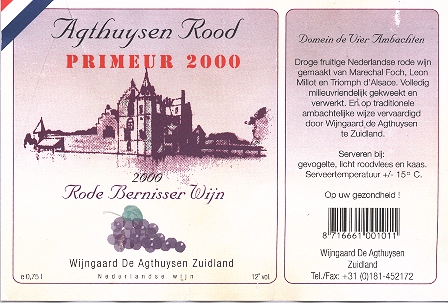 Agthuysen Rood
PRIMEUR 2000
2000
Rode Bernisser Wijn
Wijngaard De Agthuysen Zuidland
Nederlandse wijn
e 0,75 l
12° vol.
Domein de Vier Ambachten
Droge fruitige Nederlandse rode wijn
gemaakt van Marechal Foch, Leon
Millot en Triomph d'Alsace. Volledig
milieuvriendelijk gekweekt en
verwerkt. En op traditionele
ambachtelijke wijze vervaardigd
door Wijngaard de Agthuysen
te Zuidland.
Serveren bij:
gevogelte, licht roodvlees en kaas.
Serveertemperatuur +/- 15° C.
Op uw gezondheid !
8 716661 001011
Wijngaard De Agthuysen
Zuidland
Tel./Fax: +31 (0)181-452172